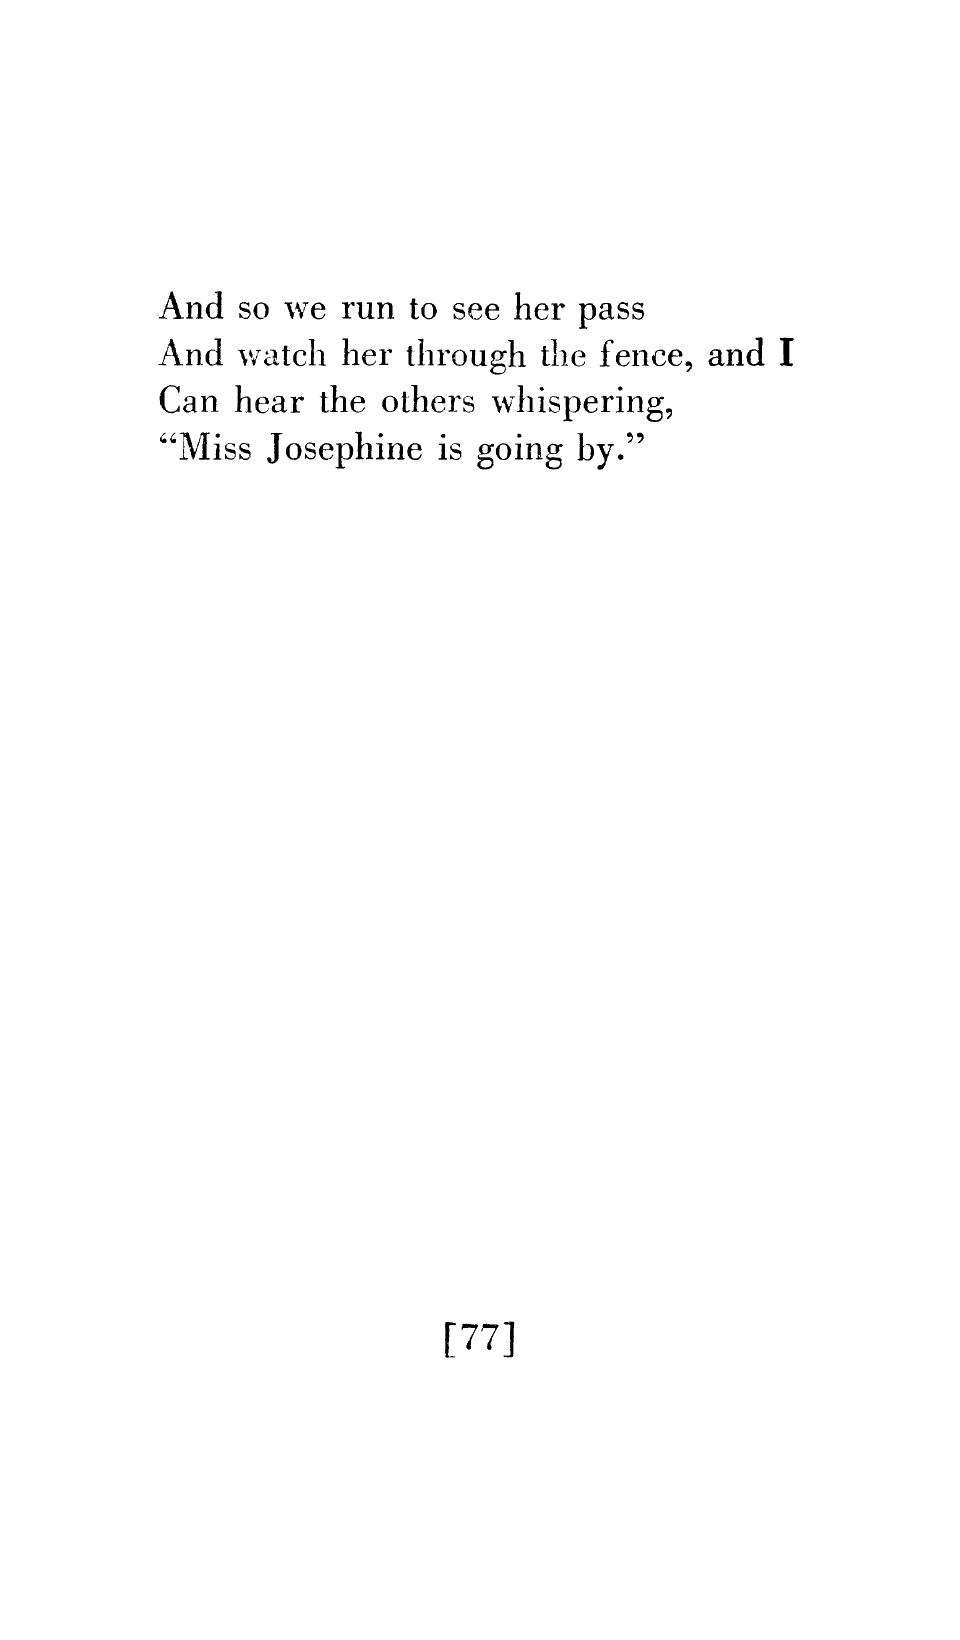 And so we run to see her pass
And watch her through the fence, and I
Can hear the others whispering,
“Miss Josephine is going by.”
[77]